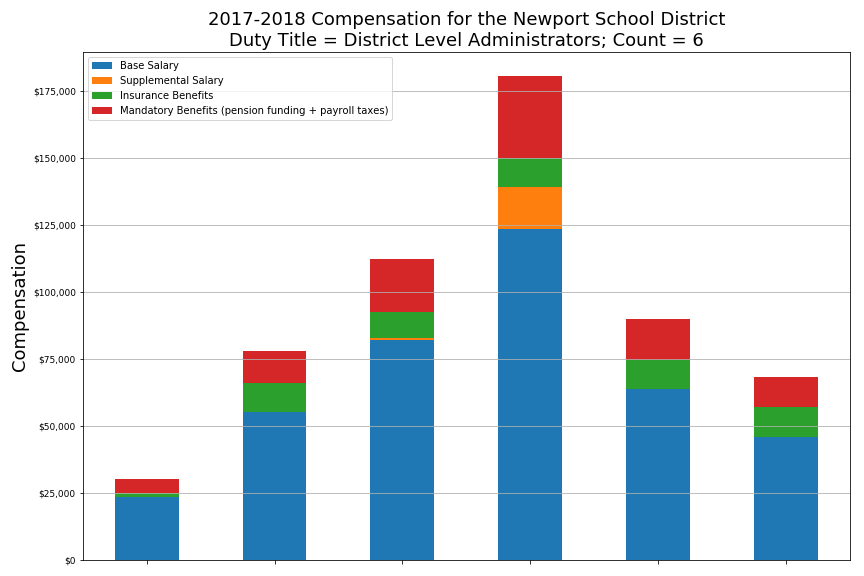 2017-2018 Compensation for the Newport School District
Duty Title = District Level Administrators; Count = 6
Base Salary
Supplemental Salary
Insurance Benefits
Mandatory Benefits (pension funding + payroll taxes)
Compensation
$175,000
$150,000
$125,000
$100,000
$75,000
$50,000
$25,000
$0